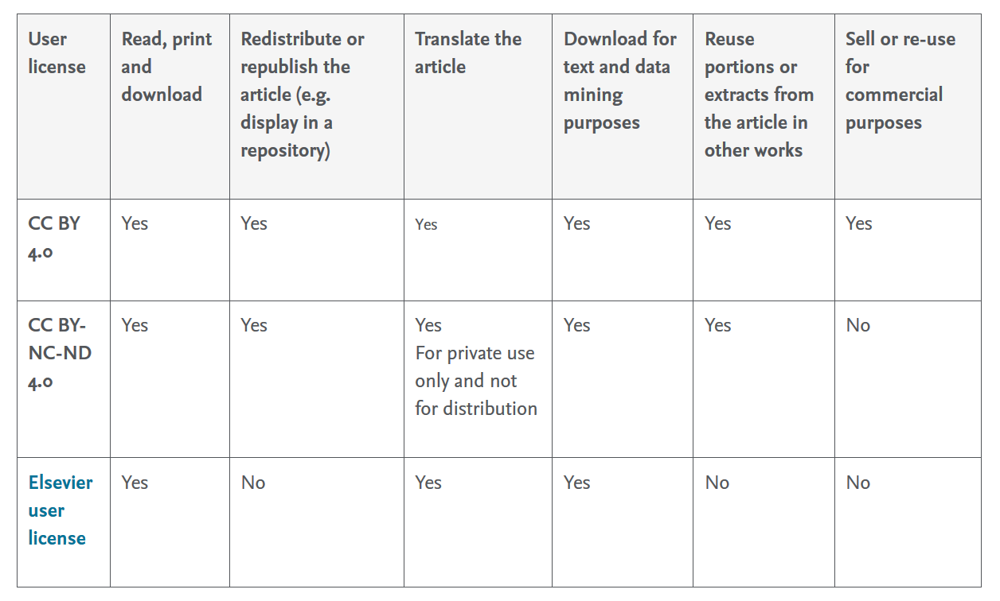 User
license
Read, print
and
download
Redistribute or
republish the
article (e.g.
display in a
repository)
Translate the
article
Download for
text and data
mining
purposes
Reuse
portions or
extracts from
the article in
other works
Sell or re-use
for
commercial
purposes
CC BY
4.0
Yes
Yes
Yes
Yes
Yes
Yes
CC BY-
NC-ND
4.0
Yes
Yes
Yes
For private use
only and not
for distribution
Yes
Yes
No
Elsevier
user
license
Yes
No
Yes
Yes
No
No